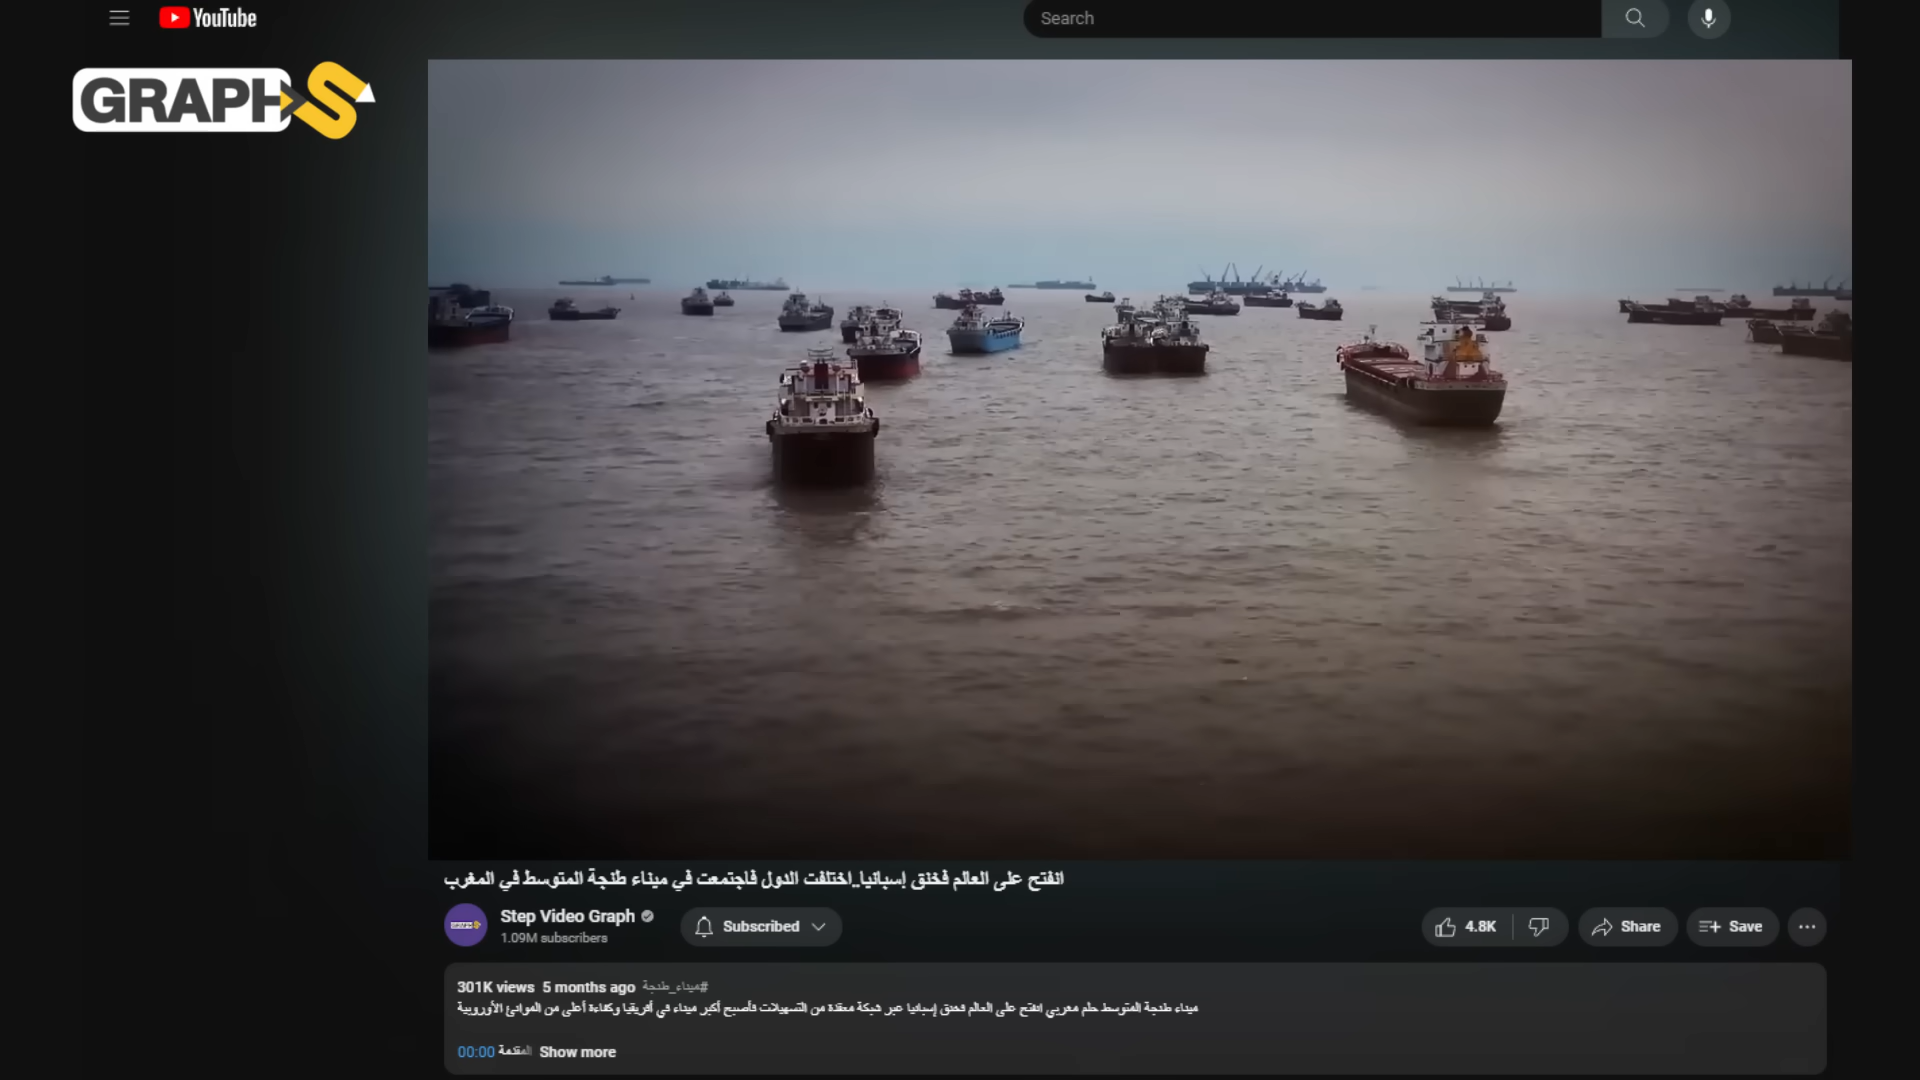 YouTube
Search
GRAPHS
انفتح على العالم فخنق إسبانيا..اختلفت الدول فاجتمعت في ميناء طنجة المتوسط في المغرب
Step Video Graph
1.09M subscribers
Subscribed
4.8K
Share
Save
301K views 5 months ago #ميناء_طنجة
ميناء طنجة المتوسط حلم مغربي انفتح على العالم فخنق إسبانيا عبر شبكة معقدة من التسهيلات فأصبح أكبر ميناء في أفريقيا وكفاءة أعلى من الموانئ الأوروبية
00:00 المقدمة Show more